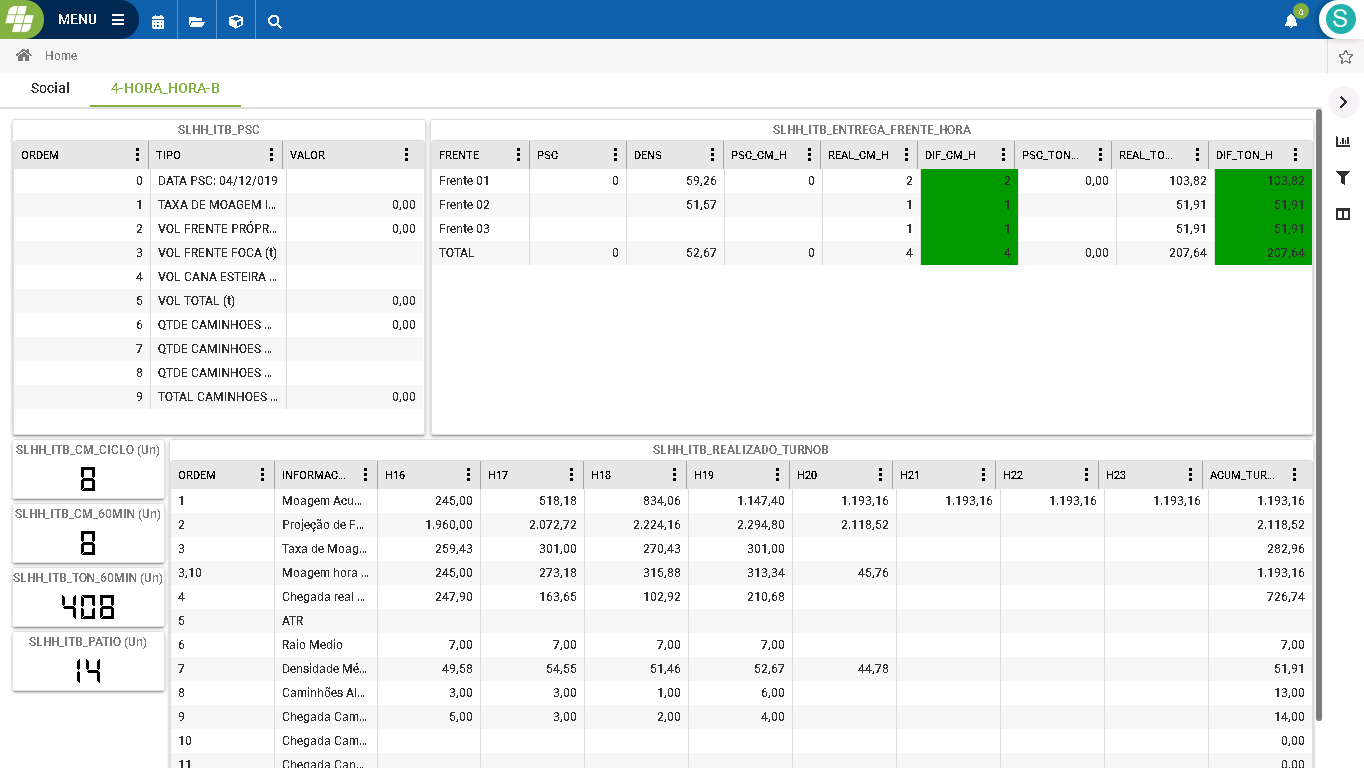 MENU
0
S
Home
Social 4-HORA_HORA-B
SLHH_ITB_PSC
ORDEM TIPO VALOR
0 DATA PSC: 04/12/019
1 TAXA DE MOAGEM I... 0,00
2 VOL FRENTE PRÓPR... 0,00
3 VOL FRENTE FOCA (t)
4 VOL CANA ESTEIRA ...
5 VOL TOTAL (t) 0,00
6 QTDE CAMINHOES ... 0,00
7 QTDE CAMINHOES ...
8 QTDE CAMINHOES ...
9 TOTAL CAMINHOES ... 0,00
SLHH_ITB_ENTREGA_FRENTE_HORA
FRENTE PSC DENS PSC_CM_H REAL_CM_H DIF_CM_H PSC_TON... REAL_TO... DIF_TON_H
Frente 01 0 59,26 0 2 2 0,00 103,82 103,82
Frente 02 51,57 1 1 51,91 51,91
Frente 03 1 1 51,91 51,91
TOTAL 0 52,67 0 4 4 0,00 207,64 207,64
SLHH_ITB_CM_CICLO (Un)
8
SLHH_ITB_CM_60MIN (Un)
8
SLHH_ITB_TON_60MIN (Un)
408
SLHH_ITB_PATIO (Un)
14
SLHH_ITB_REALIZADO_TURNOB
ORDEM INFORMAC... H16 H17 H18 H19 H20 H21 H22 H23 ACUM_TUR...
1 Moagem Acu... 245,00 518,18 834,06 1.147,40 1.193,16 1.193,16 1.193,16 1.193,16 1.193,16
2 Projeção de F... 1.960,00 2.072,72 2.224,16 2.294,80 2.118,52 2.118,52
3 Taxa de Moag... 259,43 301,00 270,43 301,00 282,96
3,10 Moagem hora ... 245,00 273,18 315,88 313,34 45,76 1.193,16
4 Chegada real ... 247,90 163,65 102,92 210,68 726,74
5 ATR
6 Raio Medio 7,00 7,00 7,00 7,00 7,00
7 Densidade Mé... 49,58 54,55 51,46 52,67 44,78 51,91
8 Caminhões Al... 3,00 3,00 1,00 6,00 13,00
9 Chegada Cam... 5,00 3,00 2,00 4,00 14,00
10 Chegada Cam... 0,00
11 Chegada Can... 0,00